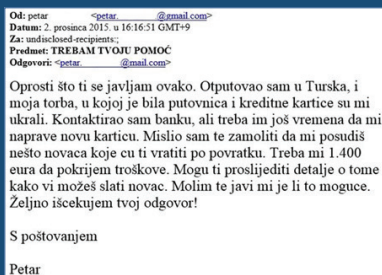 Od: petar <petar. @gmail.com>
Datum: 2. prosinca 2015. u 16:16:51 GMT+9
Za: undisclosed-recipients:;
Predmet: TREBAM TVOJU POMOĆ
Odgovori: <petar. @mail.com>
Oprosti što ti se javljam ovako. Otputovao sam u Turska, i
moja torba, u kojoj je bila putovnica i kreditne kartice su mi
ukrali. Kontaktirao sam banku, ali treba im još vremena da mi
naprave novu karticu. Mislio sam te zamoliti da mi posudiš
nešto novaca koje cu ti vratiti po povratku. Treba mi 1.400
eura da pokrijem troškove. Mogu ti proslijediti detalje o tome
kako vi možeš slati novac. Molim te javi mi je li to moguce.
Željno išcekujem tvoj odgovor!
S poštovanjem
Petar